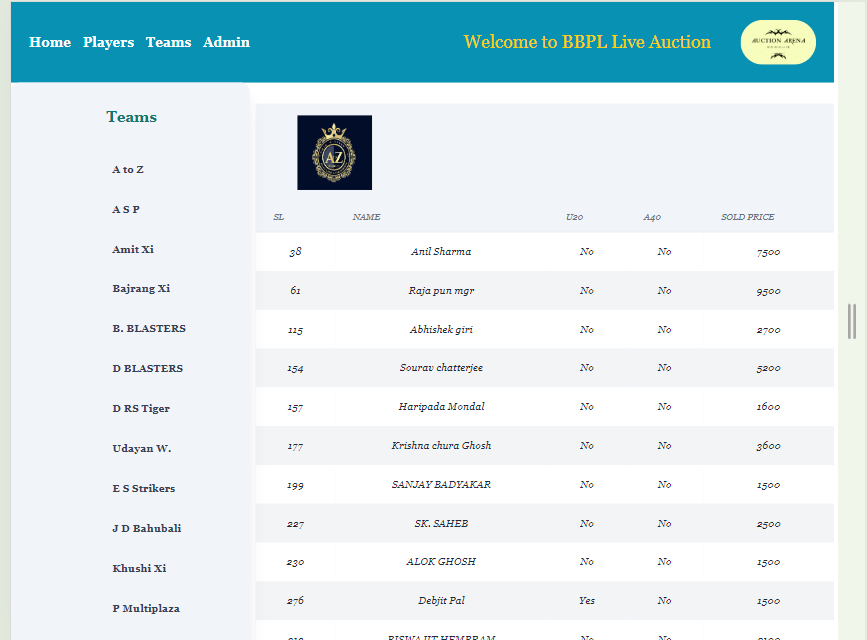 Home Players Teams Admin
Welcome to BBPL Live Auction
AUCTION ARENA
Teams
A to Z
A S P
Amit Xi
Bajrang Xi
B. BLASTERS
D BLASTERS
D RS Tiger
Udayan W.
E S Strikers
J D Bahubali
Khushi Xi
P Multiplaza
AZ
SL NAME U20 A40 SOLD PRICE
38 Anil Sharma No No 7500
61 Raja pun mgr No No 9500
115 Abhishek giri No No 2700
154 Sourav chatterjee No No 5200
157 Haripada Mondal No No 1600
177 Krishna chura Ghosh No No 3600
199 SANJAY BADYAKAR No No 1500
227 SK. SAHEB No No 2500
230 ALOK GHOSH No No 1500
276 Debjit Pal Yes No 1500
BISWAJIT HEMBRAM No No